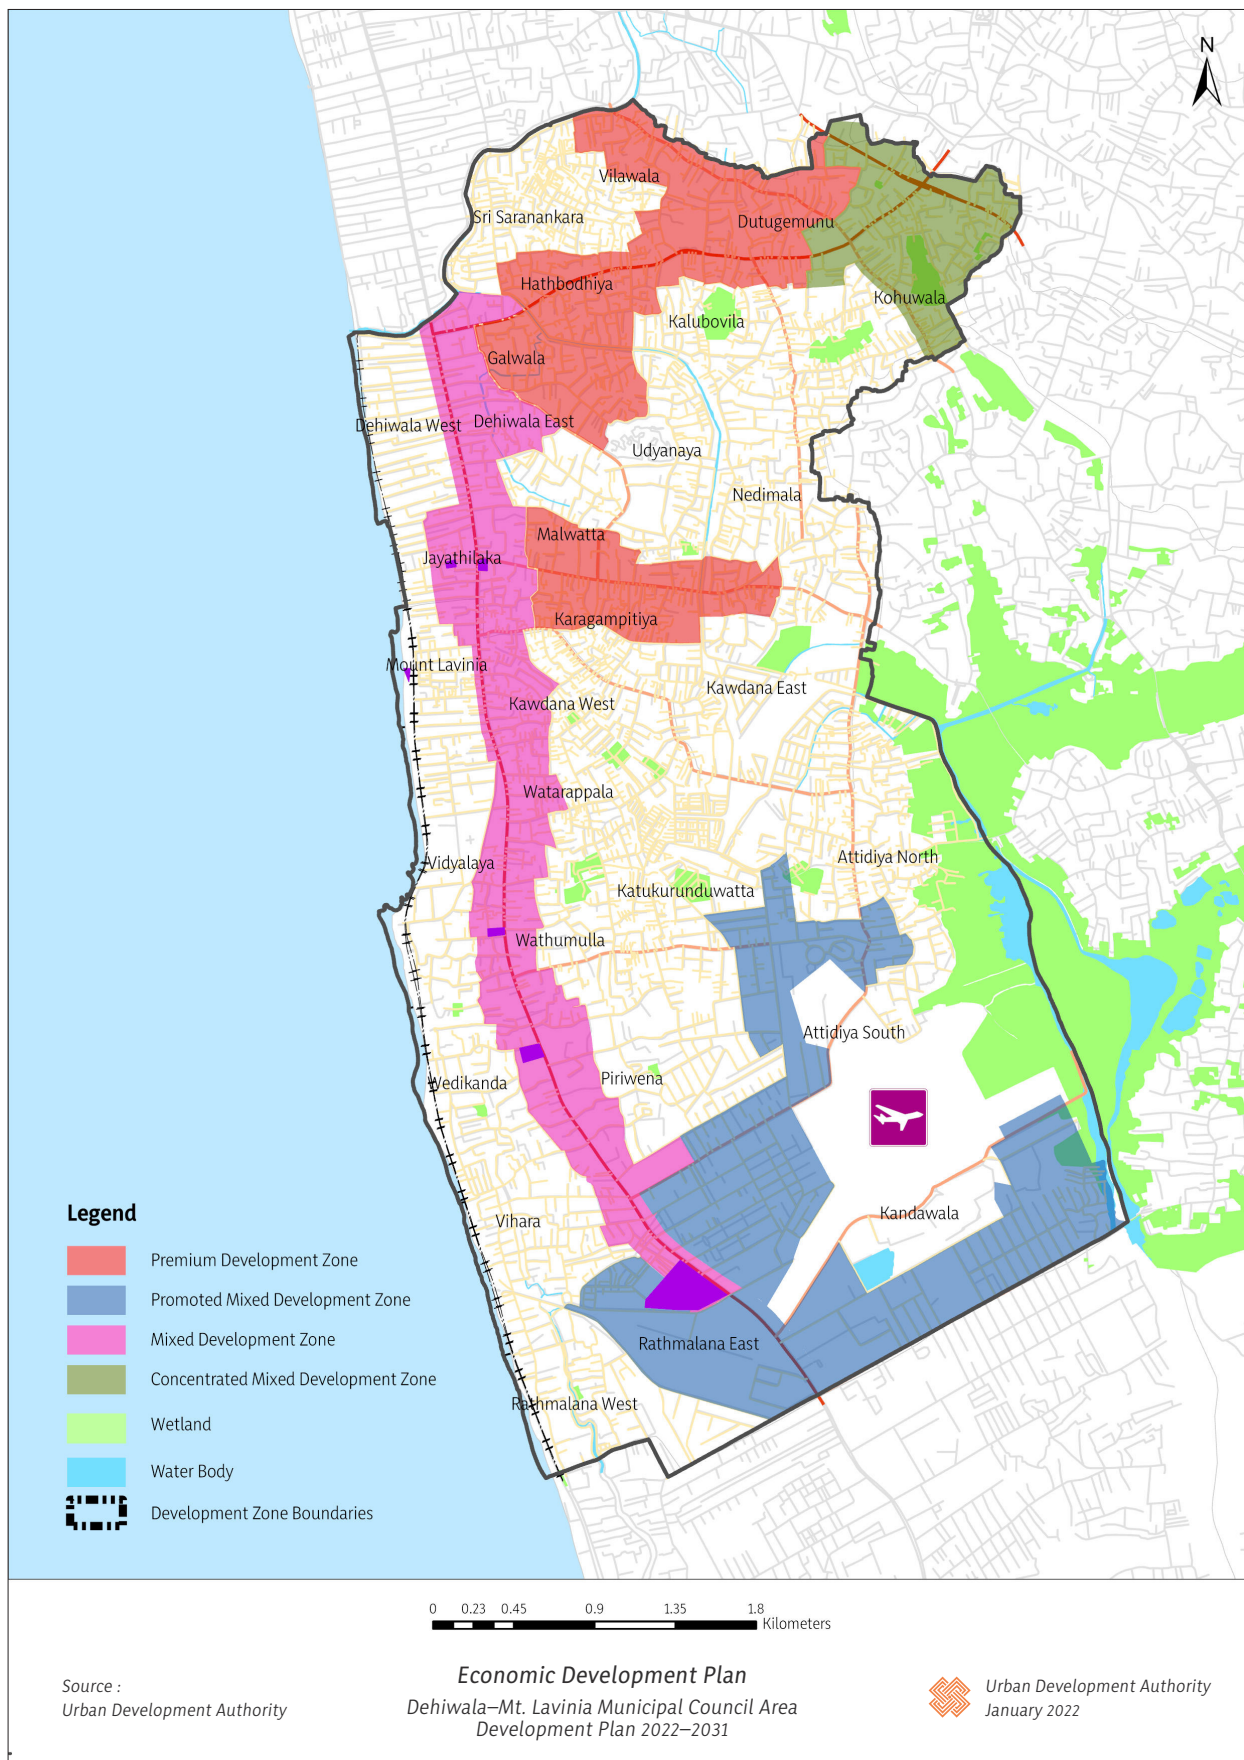 N
Vilawala
Sri Saranankara
Dutugemunu
Hathbodhiya
Kohuwala
Kalubovila
Galwala
Dehiwala West
Dehiwala East
Udyanaya
Nedimala
Malwatta
Jayathilaka
Karagampitiya
Mount Lavinia
Kawdana East
Kawdana West
Watarappala
Vidyalaya
Attidiya North
Katukurunduwatta
Wathumulla
Attidiya South
Wedikanda
Piriwena
Vihara
Kandawala
Rathmalana East
Rathmalana West
Legend
Premium Development Zone
Promoted Mixed Development Zone
Mixed Development Zone
Concentrated Mixed Development Zone
Wetland
Water Body
Development Zone Boundaries
0 0.23 0.45 0.9 1.35 1.8
Kilometers
Source :
Urban Development Authority
Economic Development Plan
Dehiwala–Mt. Lavinia Municipal Council Area
Development Plan 2022–2031
Urban Development Authority
January 2022